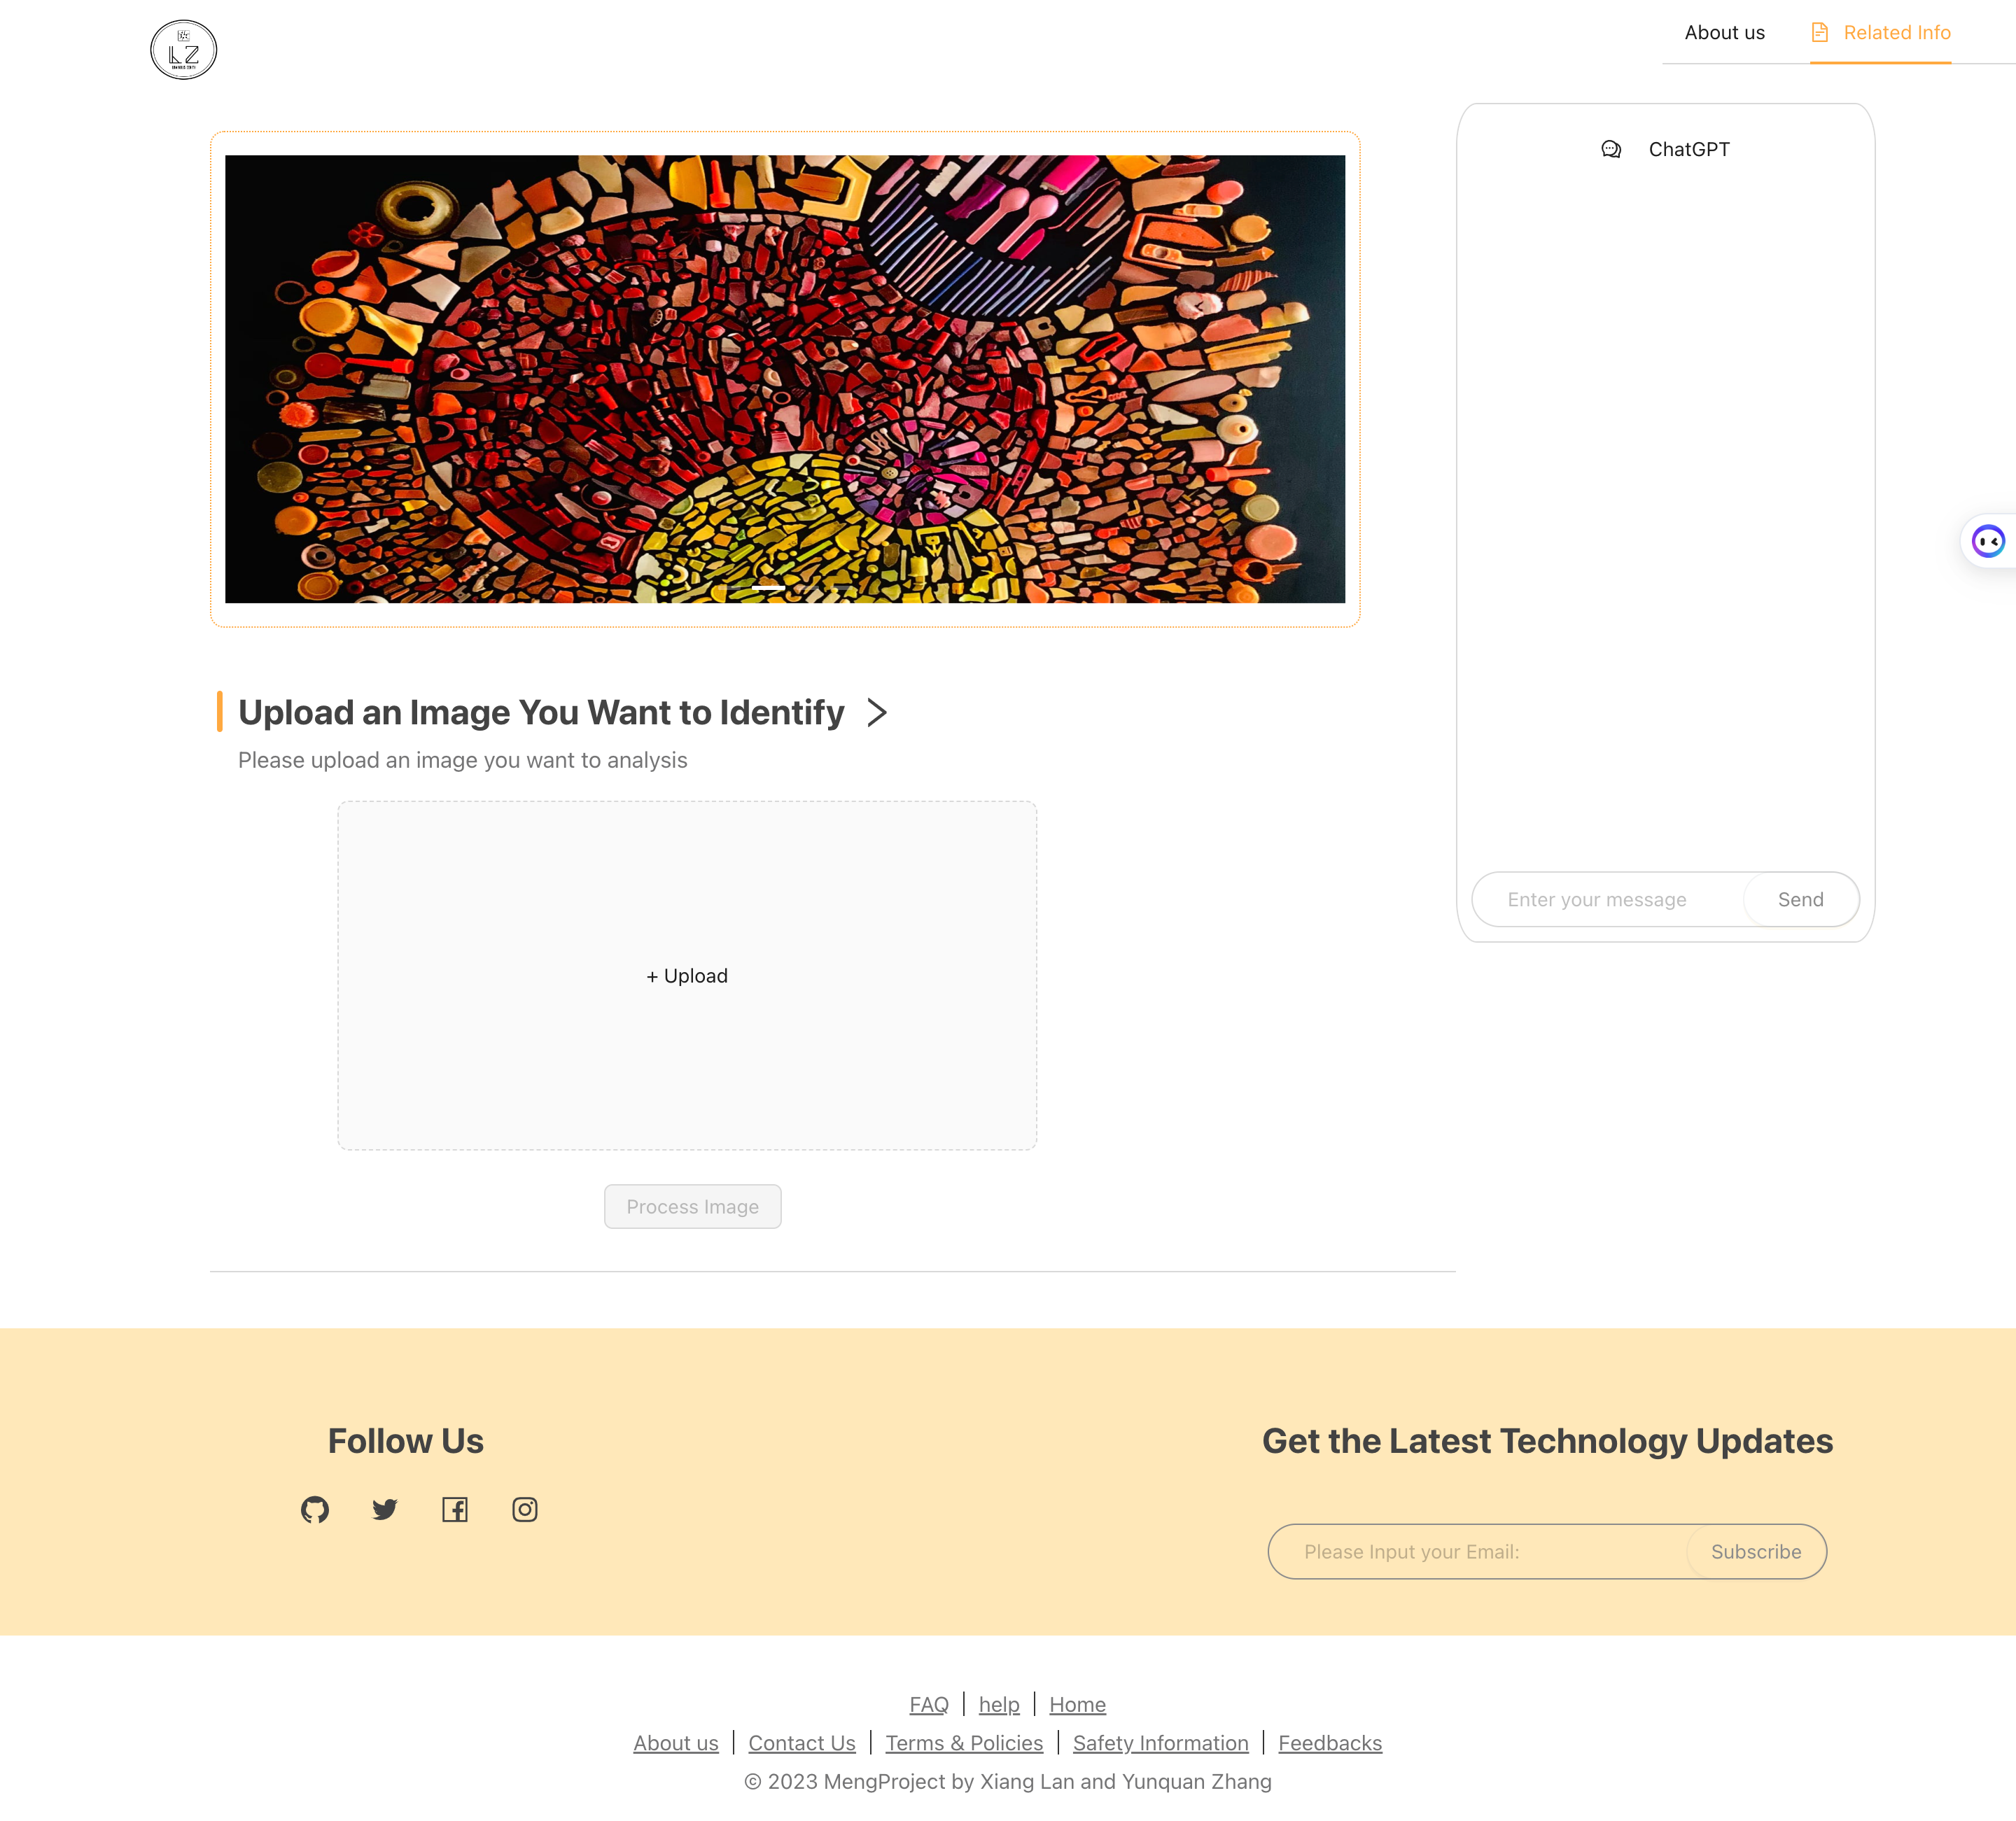 LZ
About us
Related Info
ChatGPT
Enter your message
Send
Upload an Image You Want to Identify
Please upload an image you want to analysis
+ Upload
Process Image
Follow Us
Get the Latest Technology Updates
Please Input your Email:
Subscribe
FAQ
help
Home
About us
Contact Us
Terms & Policies
Safety Information
Feedbacks
© 2023 MengProject by Xiang Lan and Yunquan Zhang